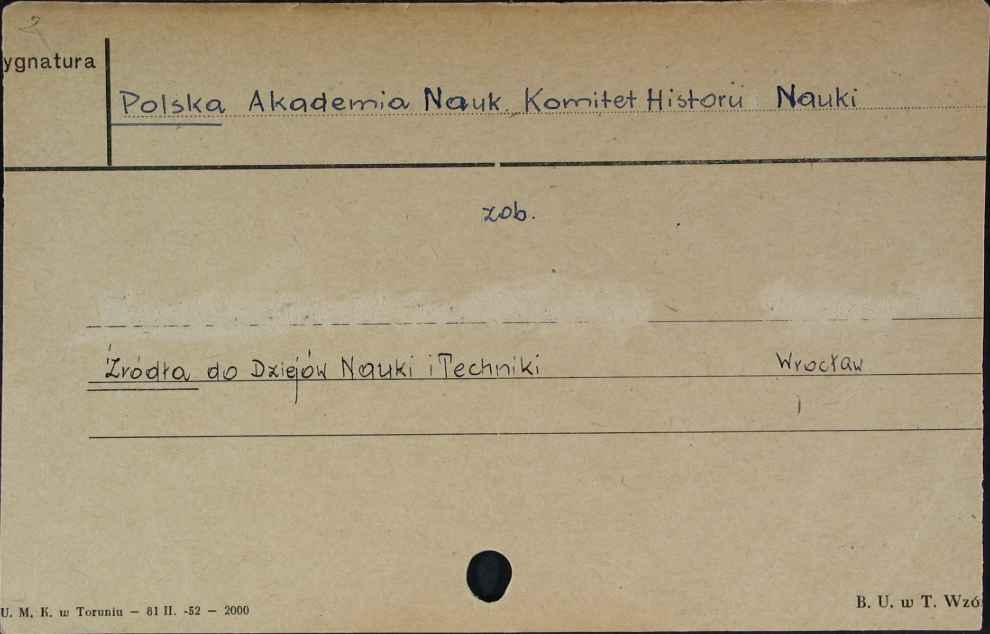 2
ygnatura
Polska Akademia Nauk. Komitet Historii Nauki
zob.
Źródła do Dziejów Nauki i Techniki Wrocław
U. M. K. w Toruniu — 81 II. -52 — 2000
B. U. w T. Wzó